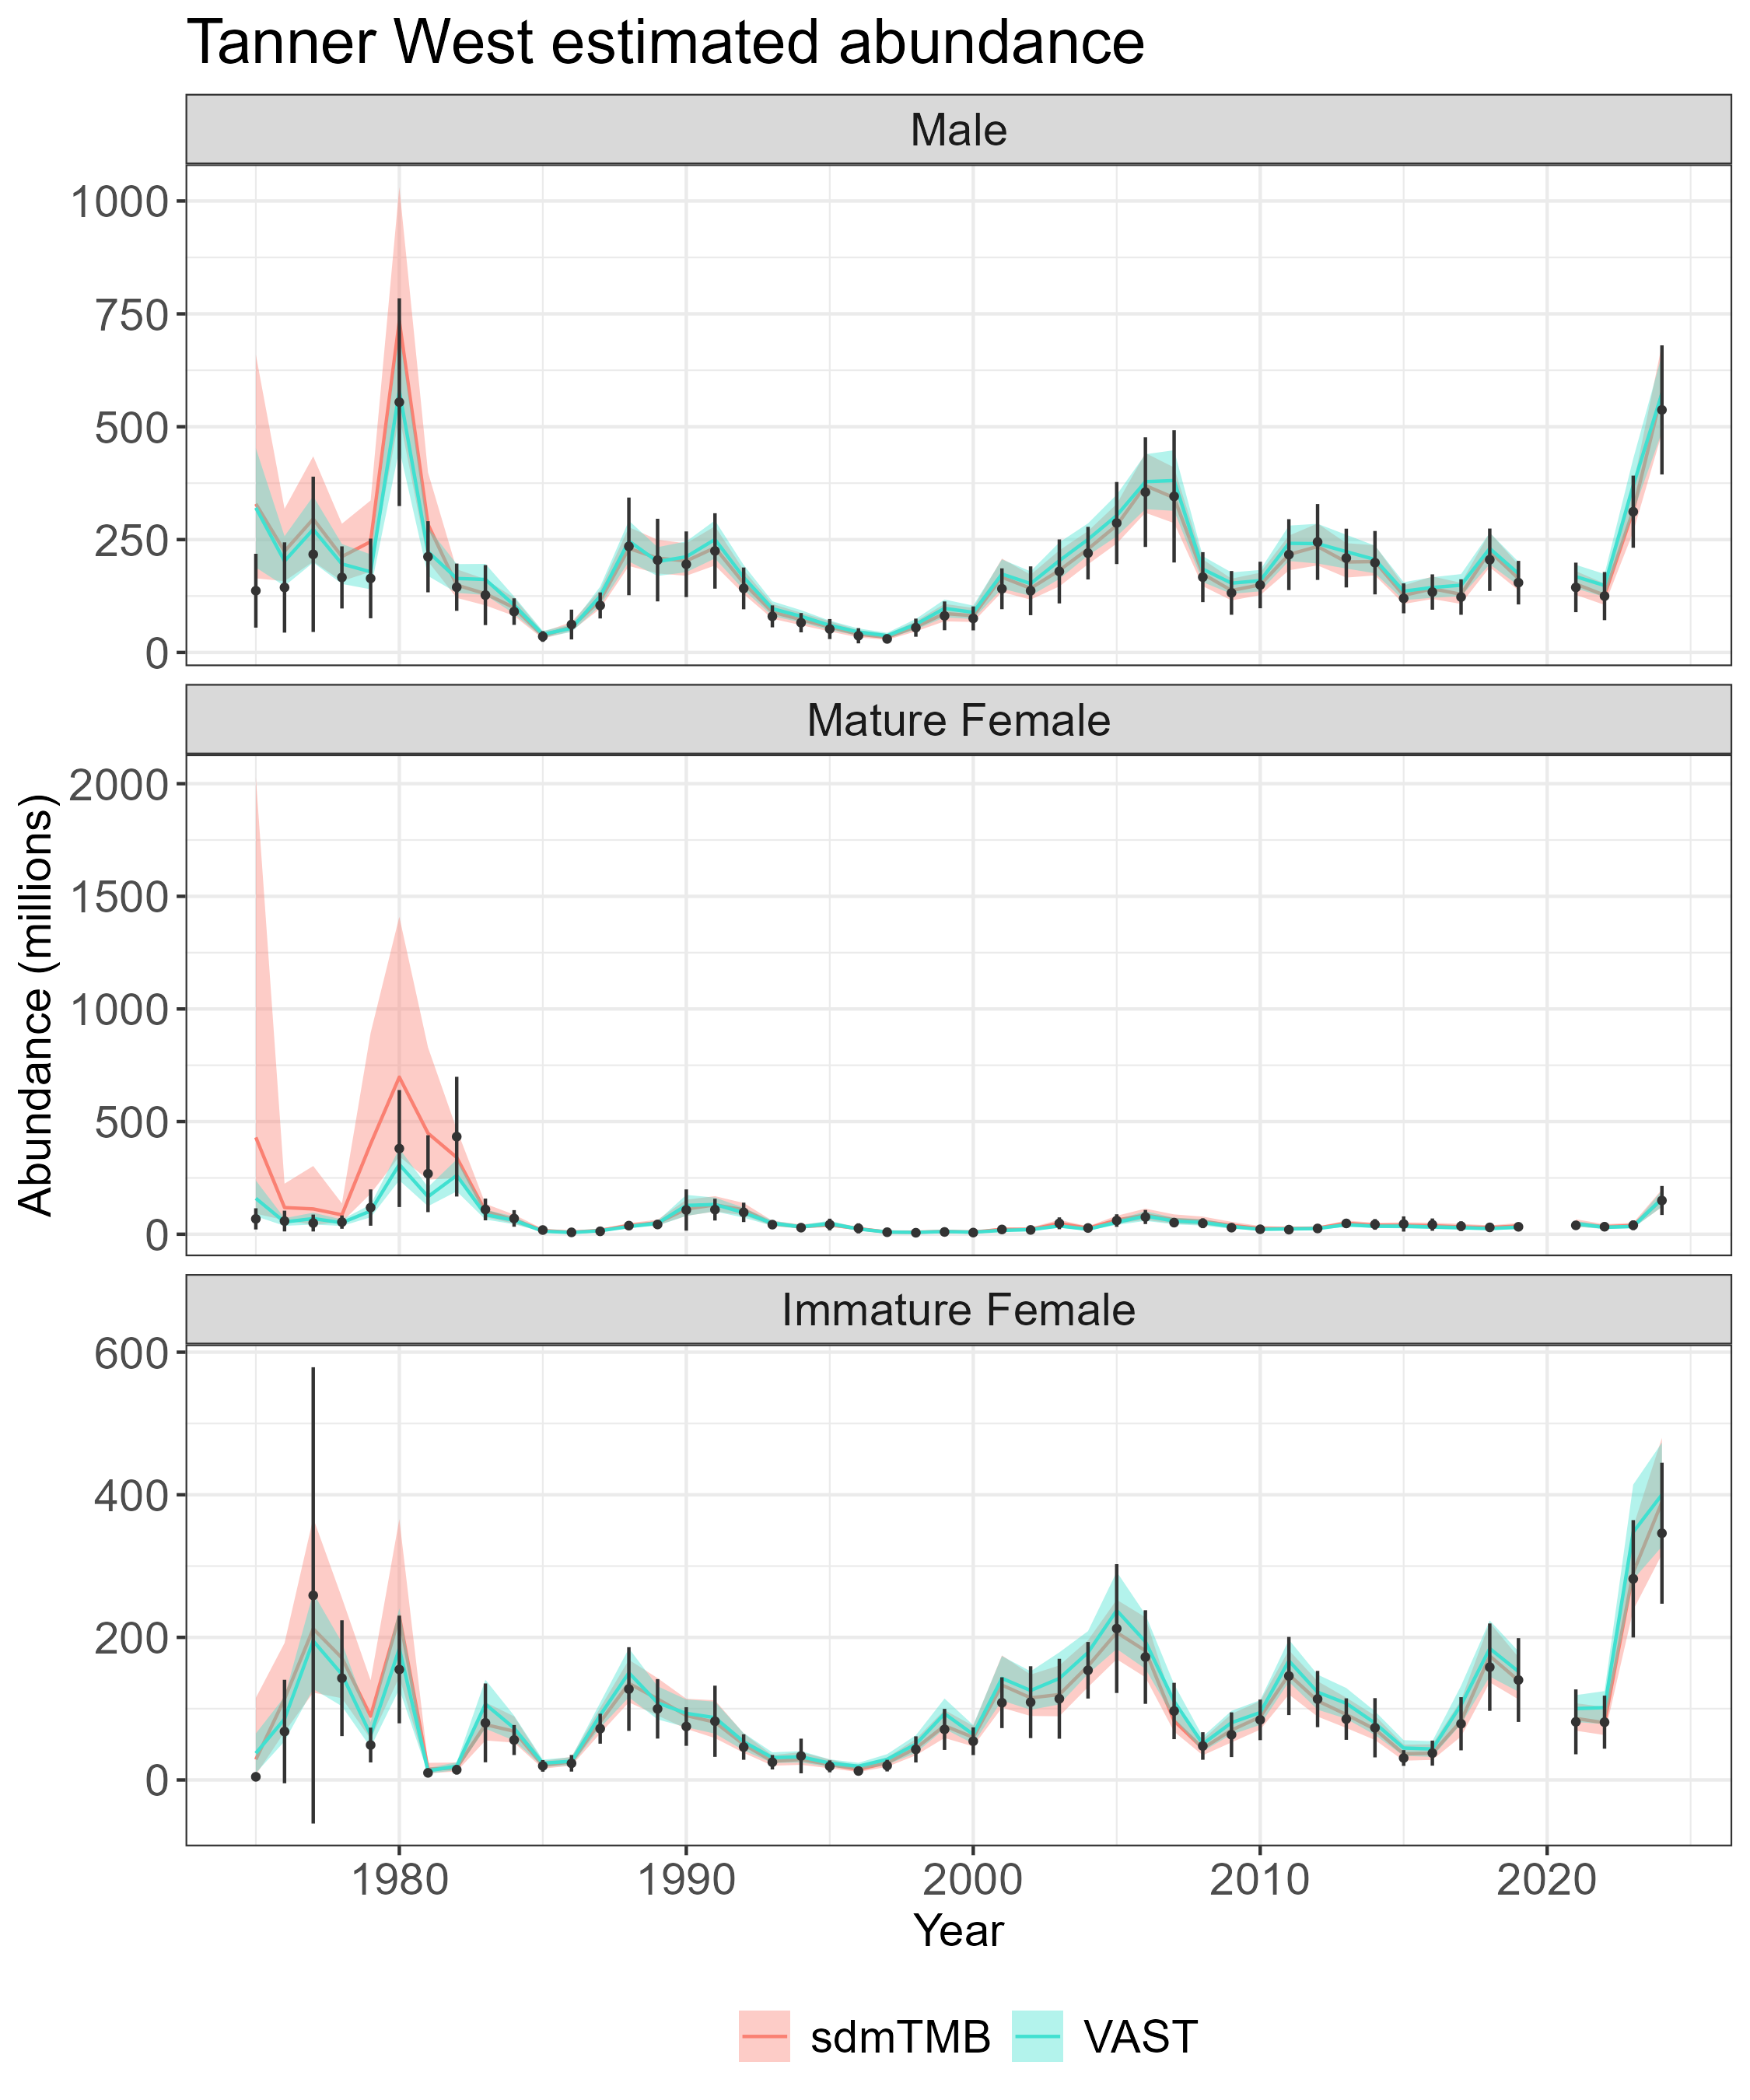 Tanner West estimated abundance
Male
1000
750
500
250
0
Mature Female
2000
1500
1000
500
0
Abundance (millions)
Immature Female
600
400
200
0
1980 1990 2000 2010 2020
Year
sdmTMB VAST